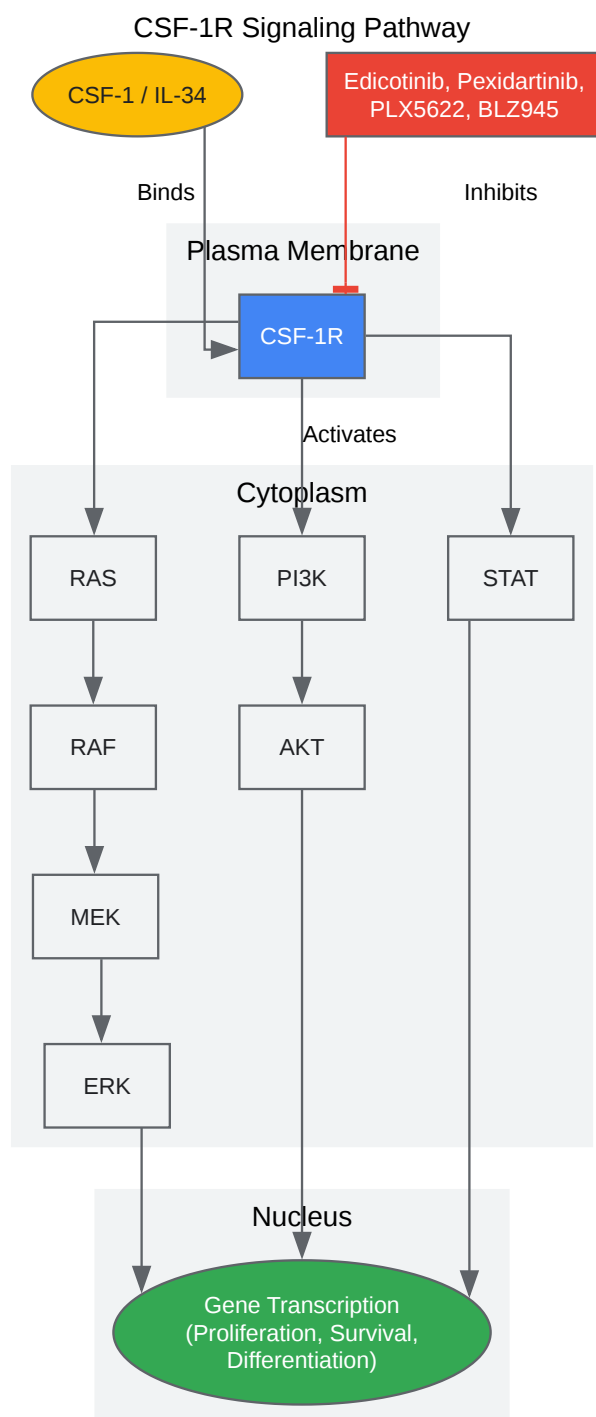 CSF-1R Signaling Pathway
CSF-1 / IL-34
Edicotinib, Pexidartinib,
PLX5622, BLZ945
Binds
Inhibits
Plasma Membrane
CSF-1R
Activates
Cytoplasm
RAS
PI3K
STAT
RAF
AKT
MEK
ERK
Nucleus
Gene Transcription
(Proliferation, Survival,
Differentiation)